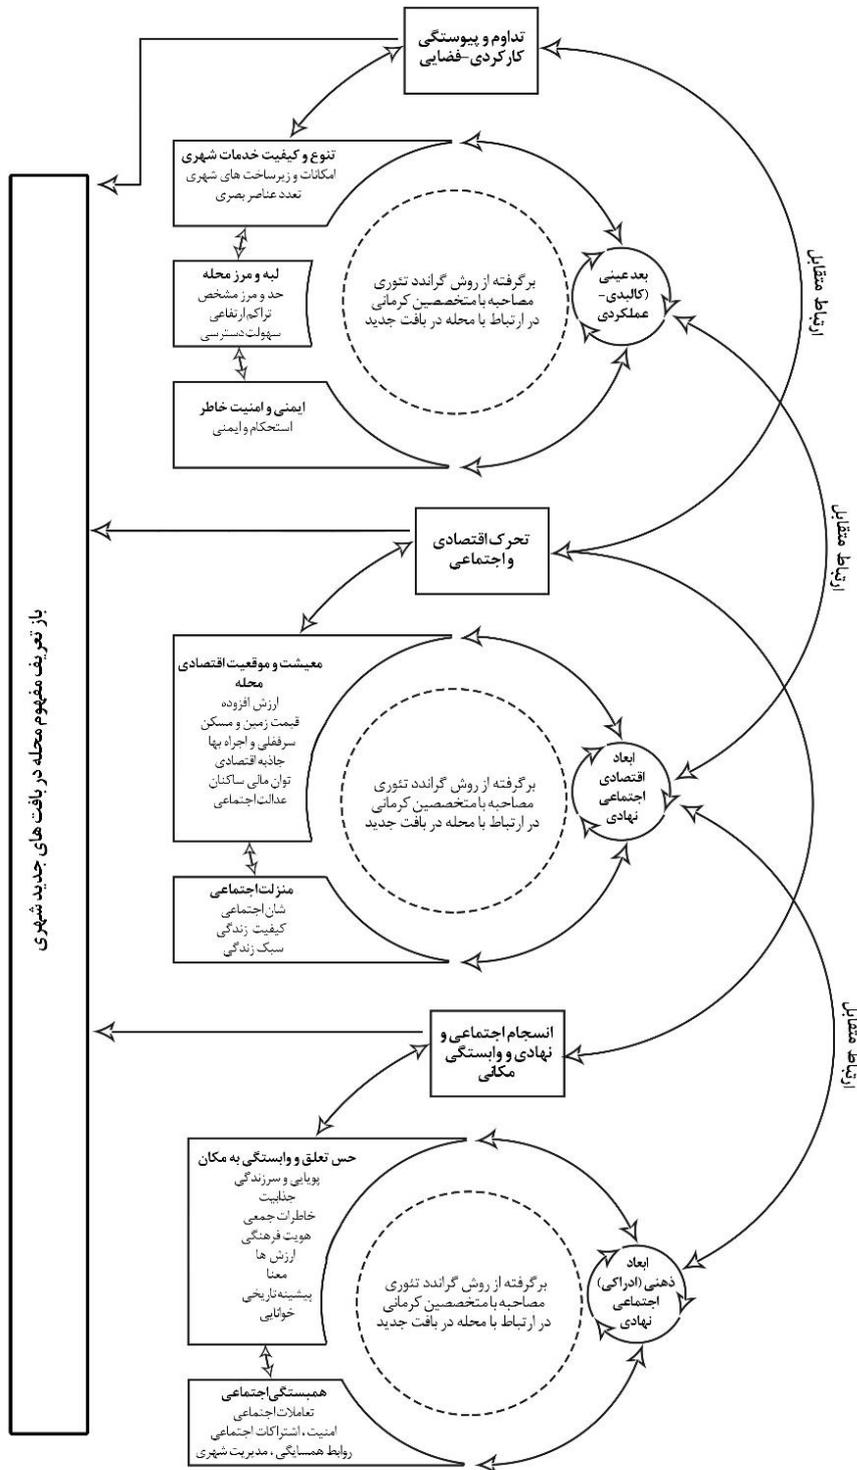 تداوم و پیوستگی
کارکردی-فضایی
تنوع و کیفیت خدمات شهری
امکانات و زیرساخت های شهری
تعدد عناصر بصری
لبه و مرز محله
حد و مرز مشخص
تراکم ارتفاعی
سهولت دسترسی
ایمنی و امنیت خاطر
استحکام و ایمنی
برگرفته از روش گراندد تئوری
مصاحبه با متخصصین کرمانی
در ارتباط با محله در بافت جدید
بعد عینی
(کالبدی-
عملکردی
ارتباط متقابل
ارتباط متقابل
تحرک اقتصادی
و اجتماعی
معیشت و موقعیت اقتصادی
محله
ارزش افزوده
قیمت زمین و مسکن
سرقفلی و اجراه بها
جاذبه اقتصادی
توان مالی ساکنان
عدالت اجتماعی
منزلت اجتماعی
شان اجتماعی
کیفیت زندگی
سبک زندگی
برگرفته از روش گراندد تئوری
مصاحبه با متخصصین کرمانی
در ارتباط با محله در بافت جدید
ابعاد
اقتصادی
اجتماعی
نهادی
ارتباط متقابل
انسجام اجتماعی و
نهادی و وابستگی
مکانی
حس تعلق و وابستگی به مکان
پویایی و سرزندگی
جذابیت
خاطرات جمعی
هویت فرهنگی
ارزش ها
معنا
پیشینه تاریخی
خوانایی
همبستگی اجتماعی
تعاملات اجتماعی
امنیت، اشتراکات اجتماعی
روابط همسایگی، مدیریت شهری
برگرفته از روش گراندد تئوری
مصاحبه با متخصصین کرمانی
در ارتباط با محله در بافت جدید
ابعاد
ذهنی (ادراکی)
اجتماعی
نهادی
باز تعریف مفهوم محله در بافت های جدید شهری